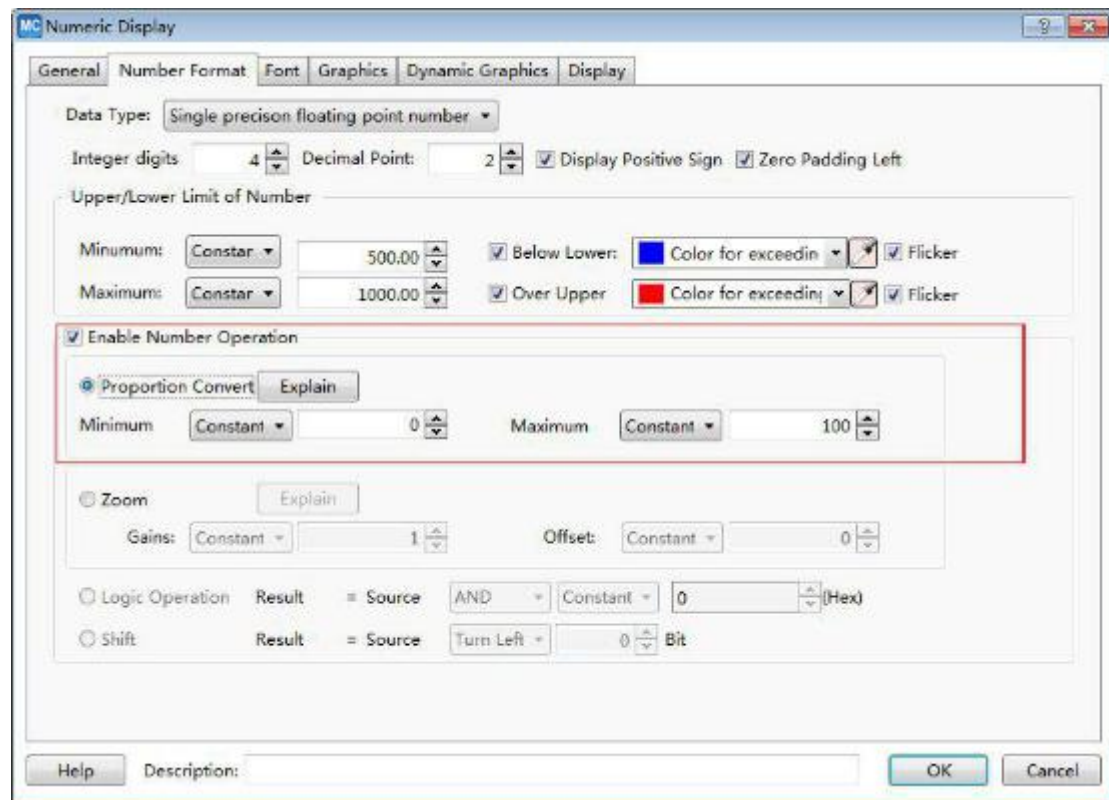 MC Numeric Display
General Number Format Font Graphics Dynamic Graphics Display
Data Type: Single precison floating point number
Integer digits 4 Decimal Point: 2 Display Positive Sign Zero Padding Left
Upper/Lower Limit of Number
Minumum: Constar 500.00 Below Lower: Color for exceedin Flicker
Maximum: Constar 1000.00 Over Upper Color for exceeding Flicker
Enable Number Operation
Proportion Convert Explain
Minimum Constant 0 Maximum Constant 100
Zoom Explain
Gains: Constant 1 Offset: Constant 0
Logic Operation Result = Source AND Constant 0 (Hex)
Shift Result = Source Turn Left 0 Bit
Help Description: OK Cancel